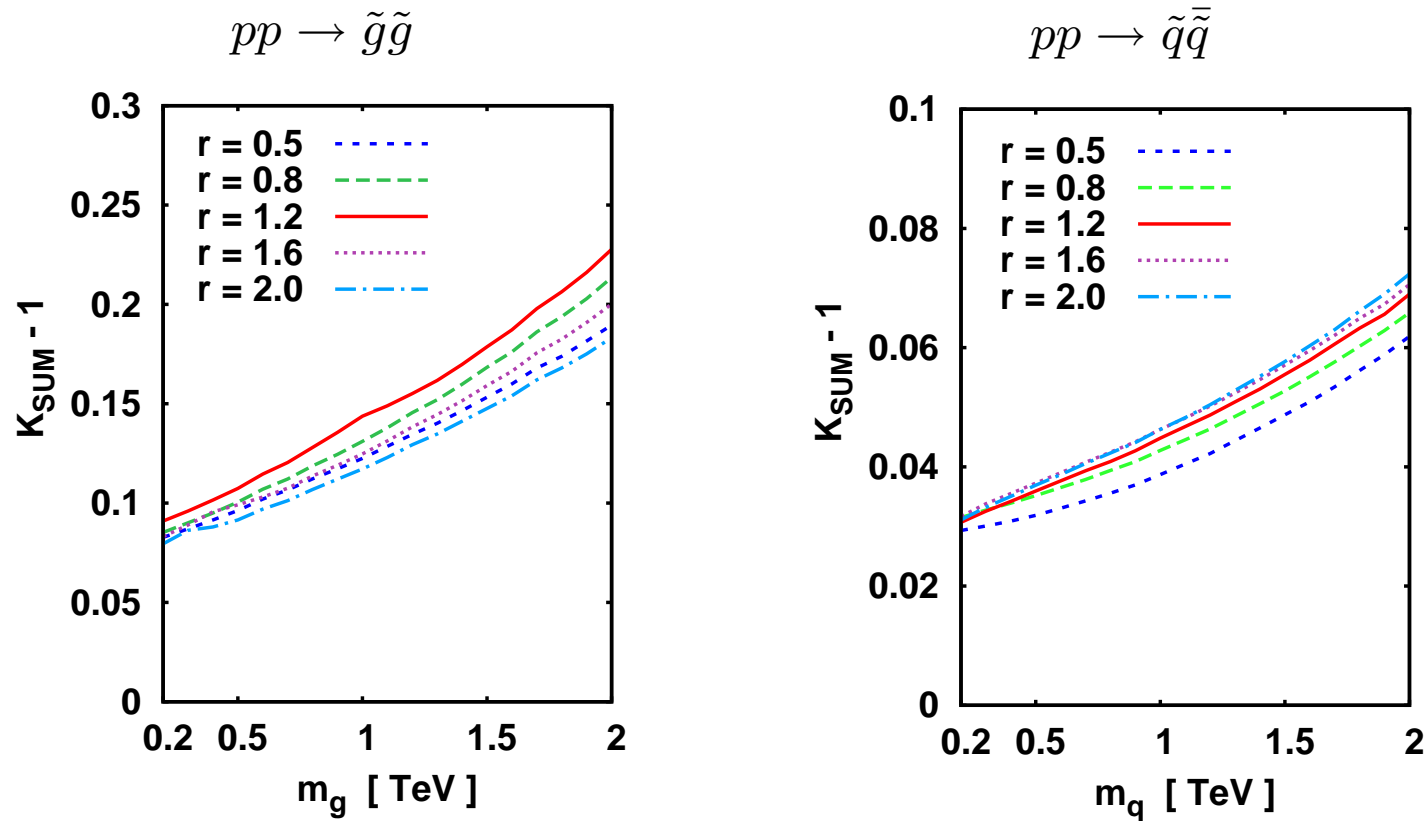 pp → g̃g̃
0.3
0.25
0.2
0.15
0.1
0.05
0
K_SUM - 1
r = 0.5
r = 0.8
r = 1.2
r = 1.6
r = 2.0
0.2 0.5 1 1.5 2
m_g [ TeV ]
pp → q̃q̃̄
0.1
0.08
0.06
0.04
0.02
0
K_SUM - 1
r = 0.5
r = 0.8
r = 1.2
r = 1.6
r = 2.0
0.2 0.5 1 1.5 2
m_q [ TeV ]